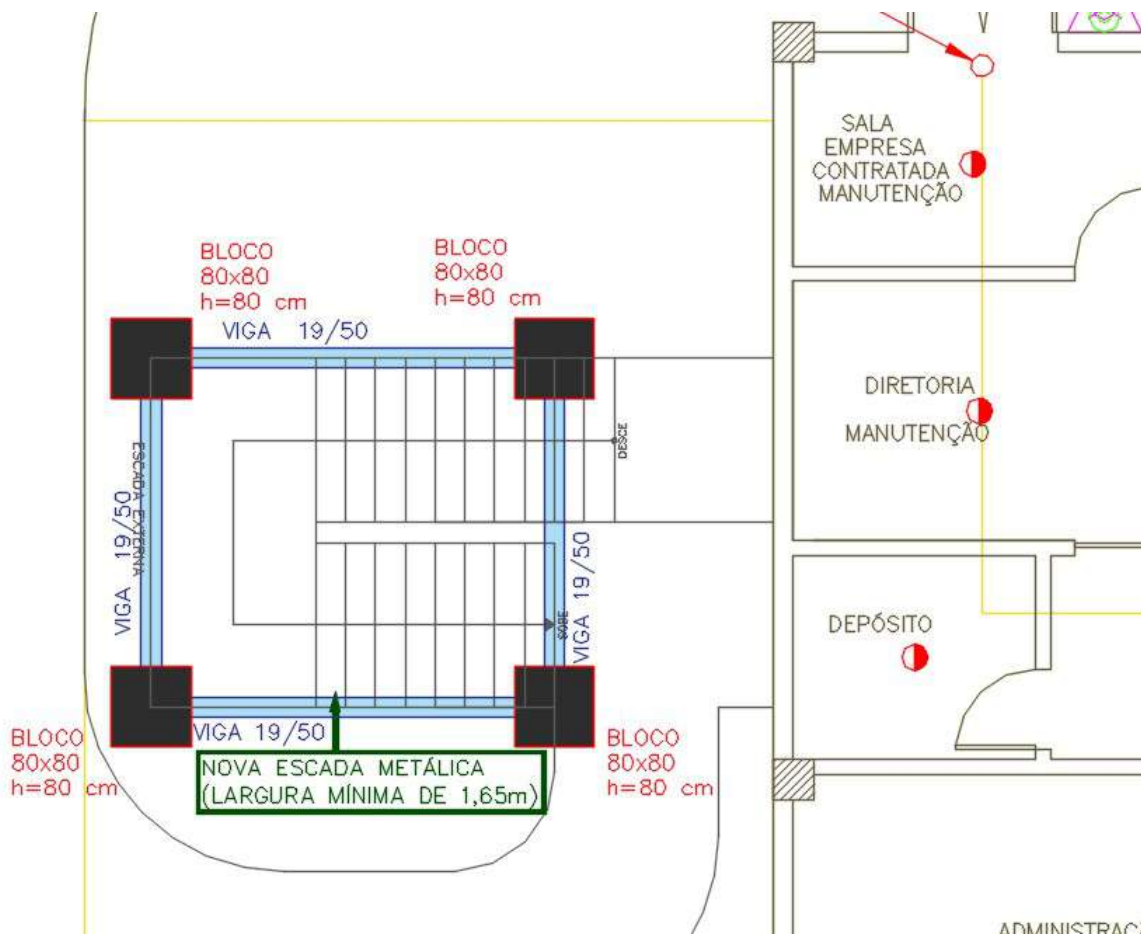 SALA
EMPRESA
CONTRATADA
MANUTENÇÃO
BLOCO
80x80
h=80 cm
BLOCO
80x80
h=80 cm
VIGA 19/50
DIRETORIA
MANUTENÇÃO
DESCE
ESCADA EXTERNA
VIGA 19/50
VIGA 19/50
SOBE
DEPÓSITO
VIGA 19/50
BLOCO
80x80
h=80 cm
BLOCO
80x80
h=80 cm
NOVA ESCADA METÁLICA
(LARGURA MÍNIMA DE 1,65m)